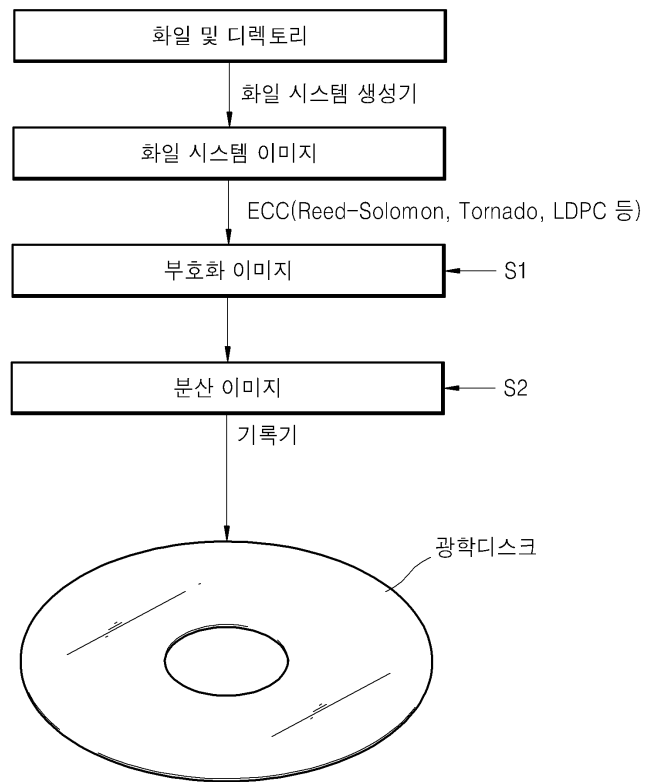 화일 및 디렉토리
화일 시스템 생성기
화일 시스템 이미지
ECC(Reed-Solomon, Tornado, LDPC 등)
부호화 이미지
S1
분산 이미지
S2
기록기
광학디스크